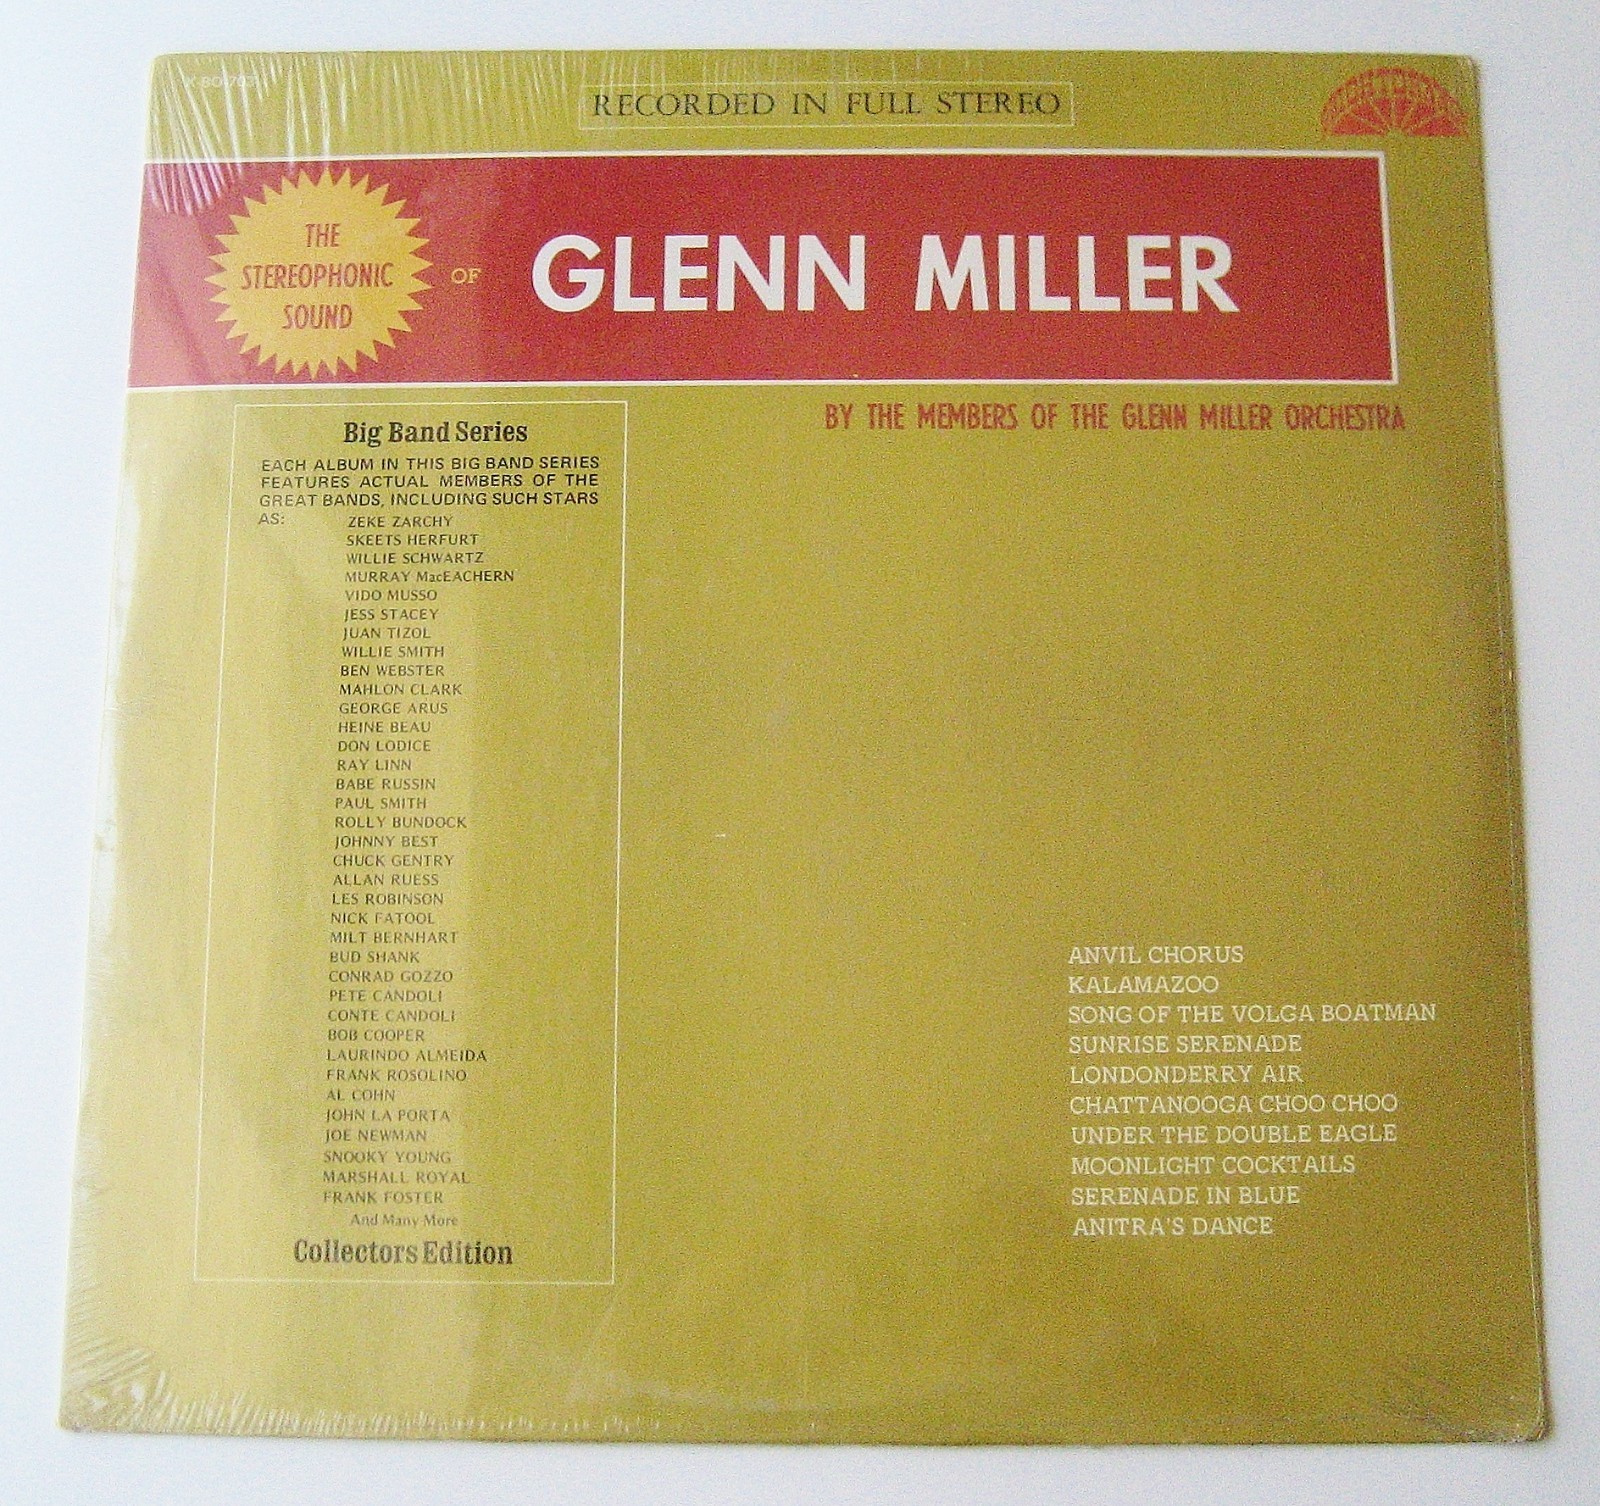 RECORDED IN FULL STEREO
THE
STEREOPHONIC
SOUND
OF
GLENN MILLER
BY THE MEMBERS OF THE GLENN MILLER ORCHESTRA
Big Band Series
EACH ALBUM IN THIS BIG BAND SERIES
FEATURES ACTUAL MEMBERS OF THE
GREAT BANDS, INCLUDING SUCH STARS
AS:
ZEKE ZARCHY
SKEETS HERFURT
WILLIE SCHWARTZ
MURRAY MacEACHERN
VIDO MUSSO
JESS STACEY
JUAN TIZOL
WILLIE SMITH
BEN WEBSTER
MAHLON CLARK
GEORGE ARUS
HEINE BEAU
DON LODICE
RAY LINN
BABE RUSSIN
PAUL SMITH
ROLLY BUNDOCK
JOHNNY BEST
CHUCK GENTRY
ALLAN RUESS
LES ROBINSON
NICK FATOOL
MILT BERNHART
BUD SHANK
CONRAD GOZZO
PETE CANDOLI
CONTE CANDOLI
BOB COOPER
LAURINDO ALMEIDA
FRANK ROSOLINO
AL COHN
JOHN LA PORTA
JOE NEWMAN
SNOOKY YOUNG
MARSHALL ROYAL
FRANK FOSTER
And Many More
Collectors Edition
ANVIL CHORUS
KALAMAZOO
SONG OF THE VOLGA BOATMAN
SUNRISE SERENADE
LONDONDERRY AIR
CHATTANOOGA CHOO CHOO
UNDER THE DOUBLE EAGLE
MOONLIGHT COCKTAILS
SERENADE IN BLUE
ANITRA'S DANCE